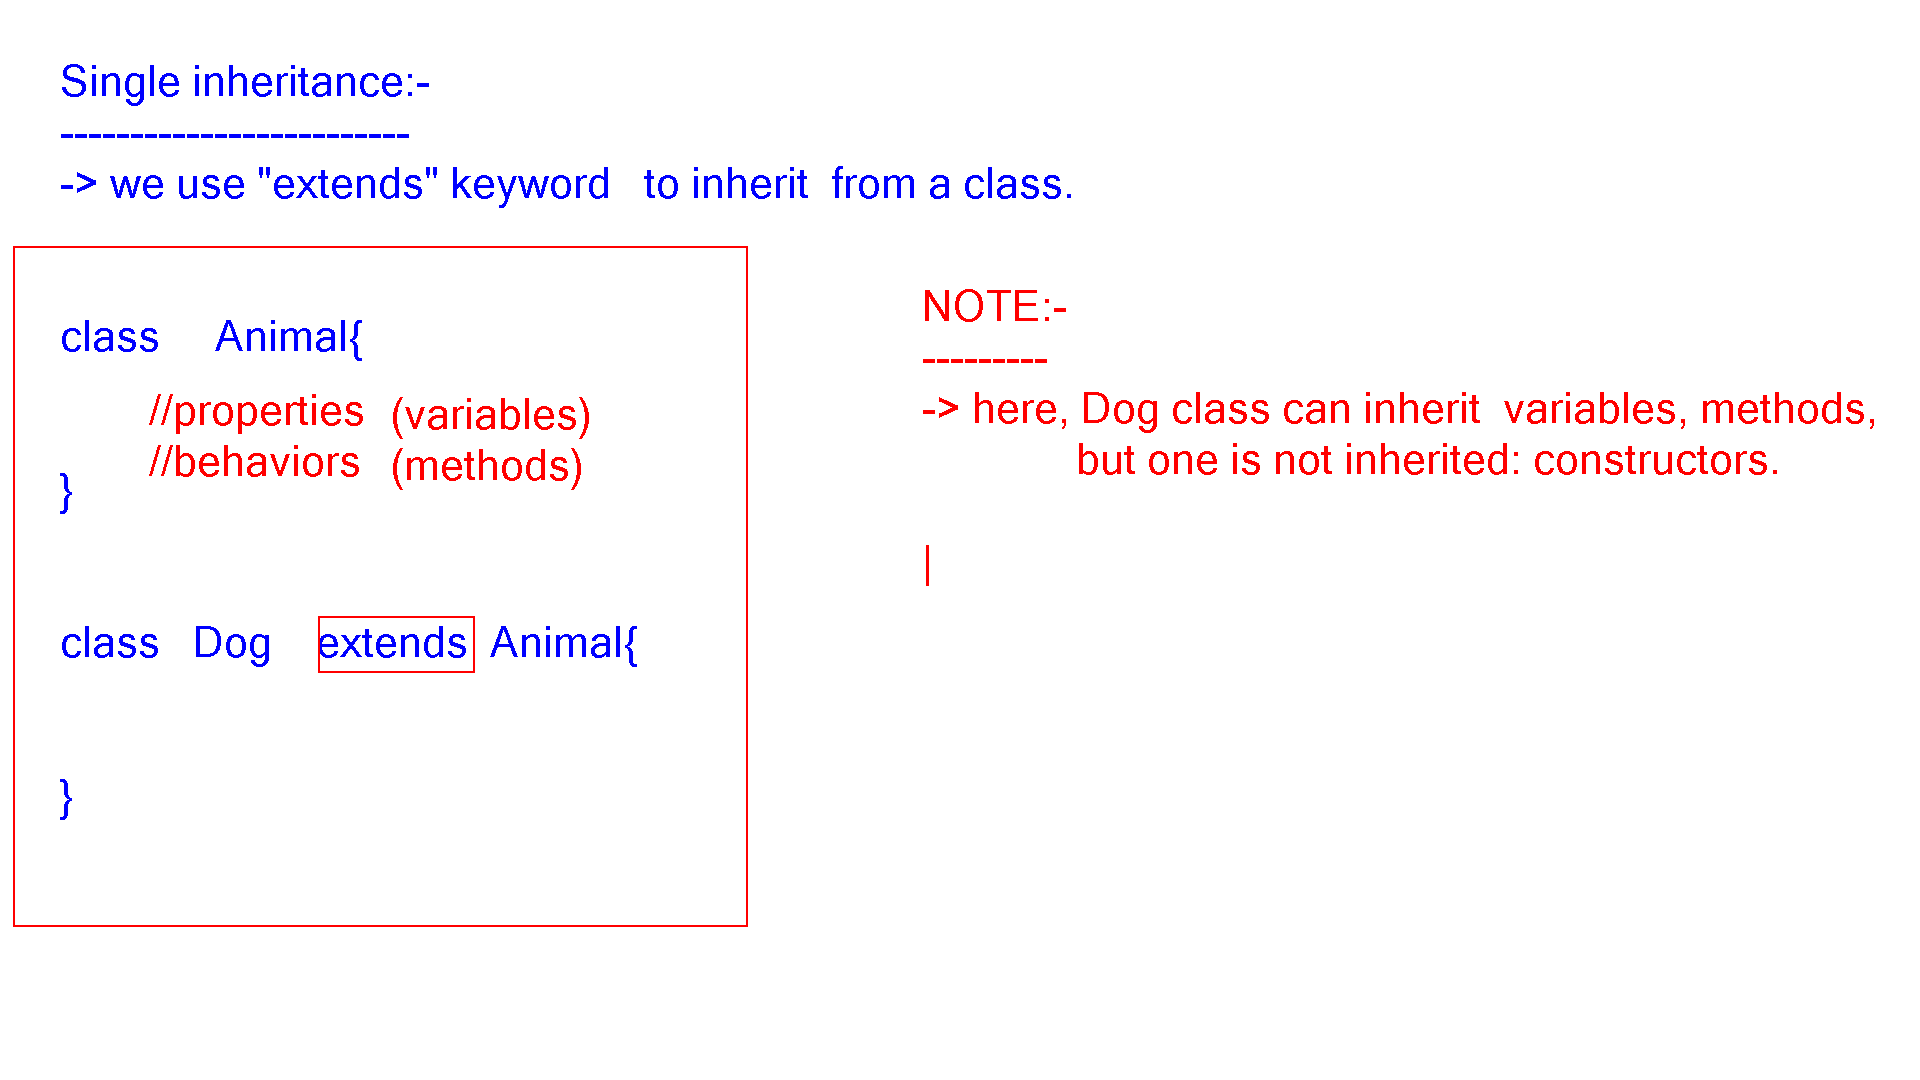 Single inheritance:-
-------------------------
-> we use "extends" keyword to inherit from a class.
class Animal{
//properties (variables)
//behaviors (methods)
}
class Dog extends Animal{
}
NOTE:-
---------
-> here, Dog class can inherit variables, methods,
but one is not inherited: constructors.